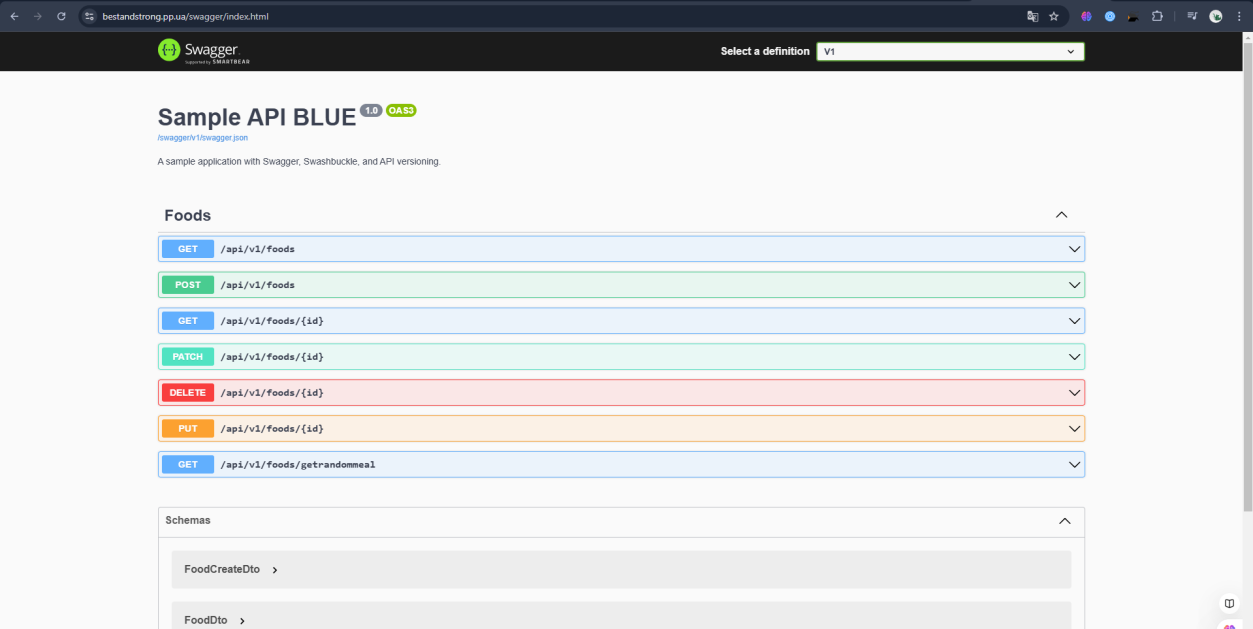 bestandstrong.pp.ua/swagger/index.html
Swagger.
Supported by SMARTBEAR
Select a definition
V1
Sample API BLUE 1.0 OAS3
/swagger/v1/swagger.json
A sample application with Swagger, Swashbuckle, and API versioning.
Foods
GET /api/v1/foods
POST /api/v1/foods
GET /api/v1/foods/{id}
PATCH /api/v1/foods/{id}
DELETE /api/v1/foods/{id}
PUT /api/v1/foods/{id}
GET /api/v1/foods/getrandommeal
Schemas
FoodCreateDto
FoodDto